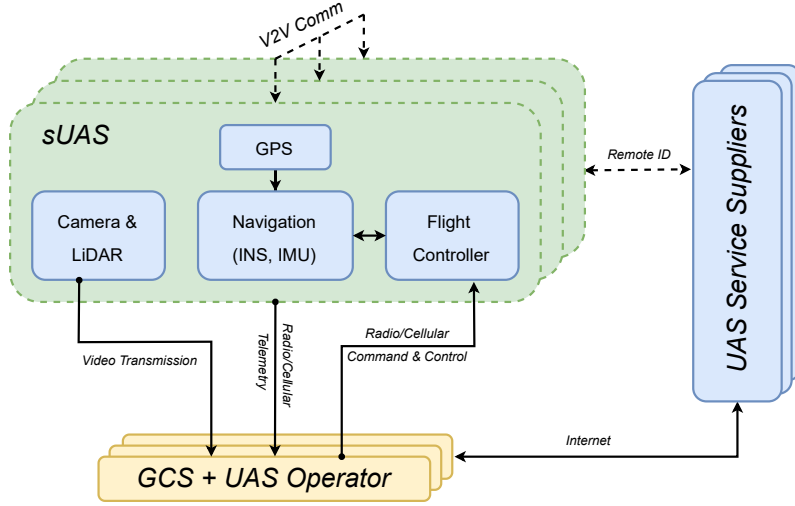 V2V Comm
sUAS
GPS
Remote ID
Camera &
LiDAR
Navigation
(INS, IMU)
Flight
Controller
UAS Service Suppliers
Video Transmission
Radio/Cellular
Telemetry
Radio/Cellular
Command & Control
Internet
GCS + UAS Operator